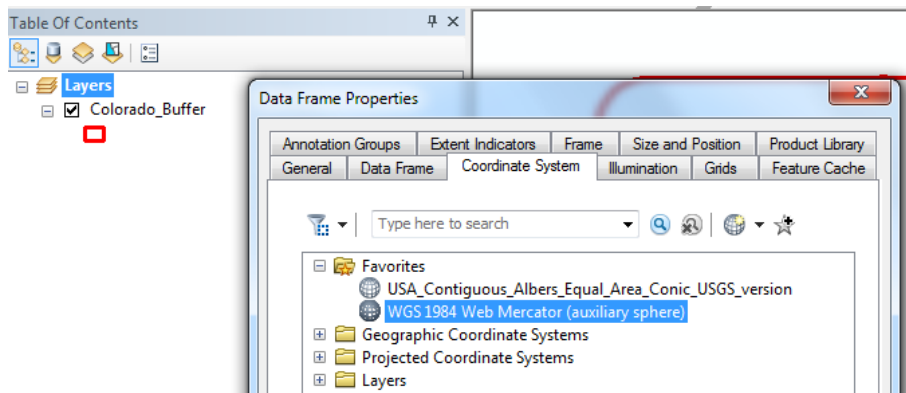 Table Of Contents
Layers
Colorado_Buffer
Data Frame Properties
Annotation Groups Extent Indicators Frame Size and Position Product Library
General Data Frame Coordinate System Illumination Grids Feature Cache
Type here to search
Favorites
USA_Contiguous_Albers_Equal_Area_Conic_USGS_version
WGS 1984 Web Mercator (auxiliary sphere)
Geographic Coordinate Systems
Projected Coordinate Systems
Layers